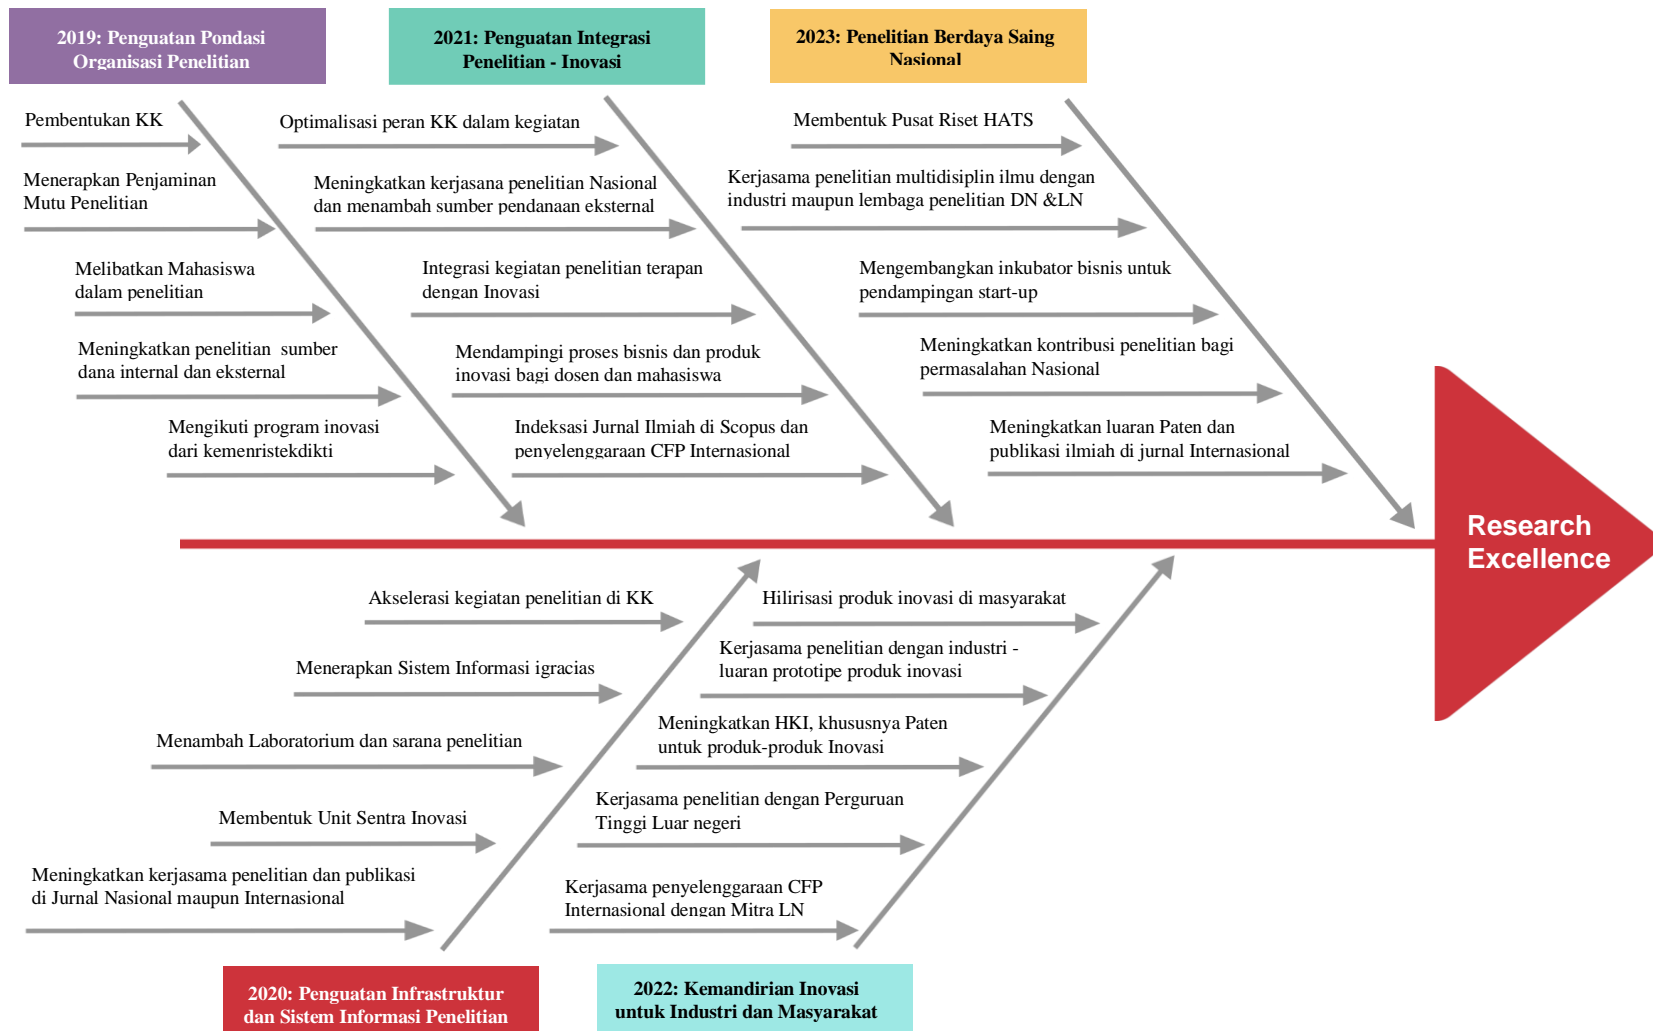 2019: Penguatan Pondasi
Organisasi Penelitian
Pembentukan KK
Menerapkan Penjaminan
Mutu Penelitian
Melibatkan Mahasiswa
dalam penelitian
Meningkatkan penelitian  sumber
dana internal dan eksternal
Mengikuti program inovasi
dari kemenristekdikti
2021: Penguatan Integrasi
Penelitian - Inovasi
Optimalisasi peran KK dalam kegiatan
Meningkatkan kerjasana penelitian Nasional
dan menambah sumber pendanaan eksternal
Integrasi kegiatan penelitian terapan
dengan Inovasi
Mendampingi proses bisnis dan produk
inovasi bagi dosen dan mahasiswa
Indeksasi Jurnal Ilmiah di Scopus dan
penyelenggaraan CFP Internasional
2023: Penelitian Berdaya Saing
Nasional
Membentuk Pusat Riset HATS
Kerjasama penelitian multidisplin ilmu dengan
industri maupun lembaga penelitian DN &LN
Mengembangkan inkubator bisnis untuk
pendampingan start-up
Meningkatkan kontribusi penelitian bagi
permasalahan Nasional
Meningkatkan luaran Paten dan
publikasi ilmiah di jurnal Internasional
Research
Excellence
Akselerasi kegiatan penelitian di KK
Menerapkan Sistem Informasi igracias
Menambah Laboratorium dan sarana penelitian
Membentuk Unit Sentra Inovasi
Meningkatkan kerjasama penelitian dan publikasi
di Jurnal Nasional maupun Internasional
2020: Penguatan Infrastruktur
dan Sistem Informasi Penelitian
Hilirisasi produk inovasi di masyarakat
Kerjasama penelitian dengan industri -
luaran prototipe produk inovasi
Meningkatkan HKI, khususnya Paten
untuk produk-produk Inovasi
Kerjasama penelitian dengan Perguruan
Tinggi Luar negeri
Kerjasama penyelenggaraan CFP
Internasional dengan Mitra LN
2022: Kemandirian Inovasi
untuk Industri dan Masyarakat